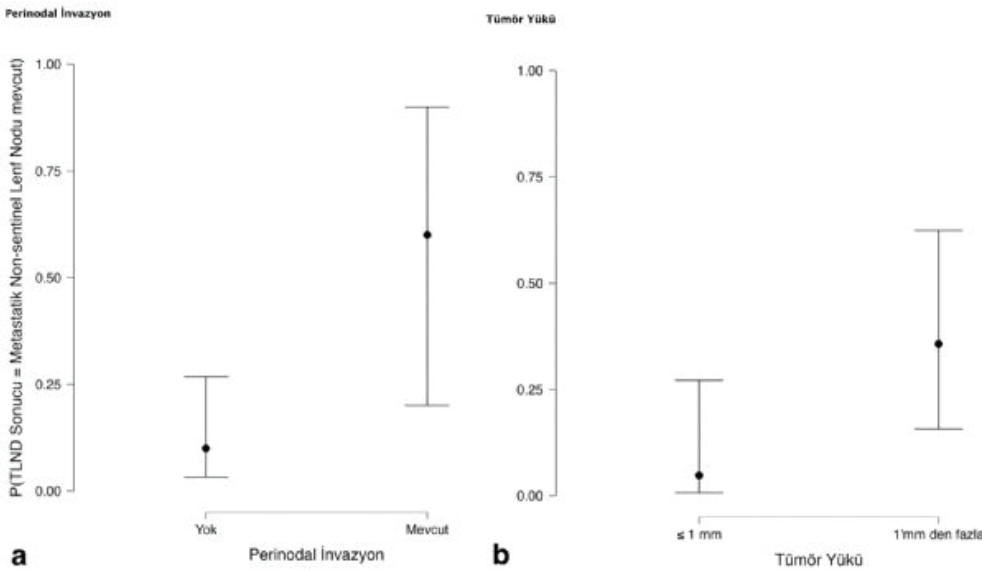 Perinodal İnvazyon
P(TLND Sonucu = Metastatik Non-sentinel Lenf Nodu mevcut)
1.00
0.75
0.50
0.25
0.00
Yok
Mevcut
Perinodal İnvazyon
a
Tümör Yükü
1.00
0.75
0.50
0.25
0.00
≤ 1 mm
1'mm den fazla
Tümör Yükü
b